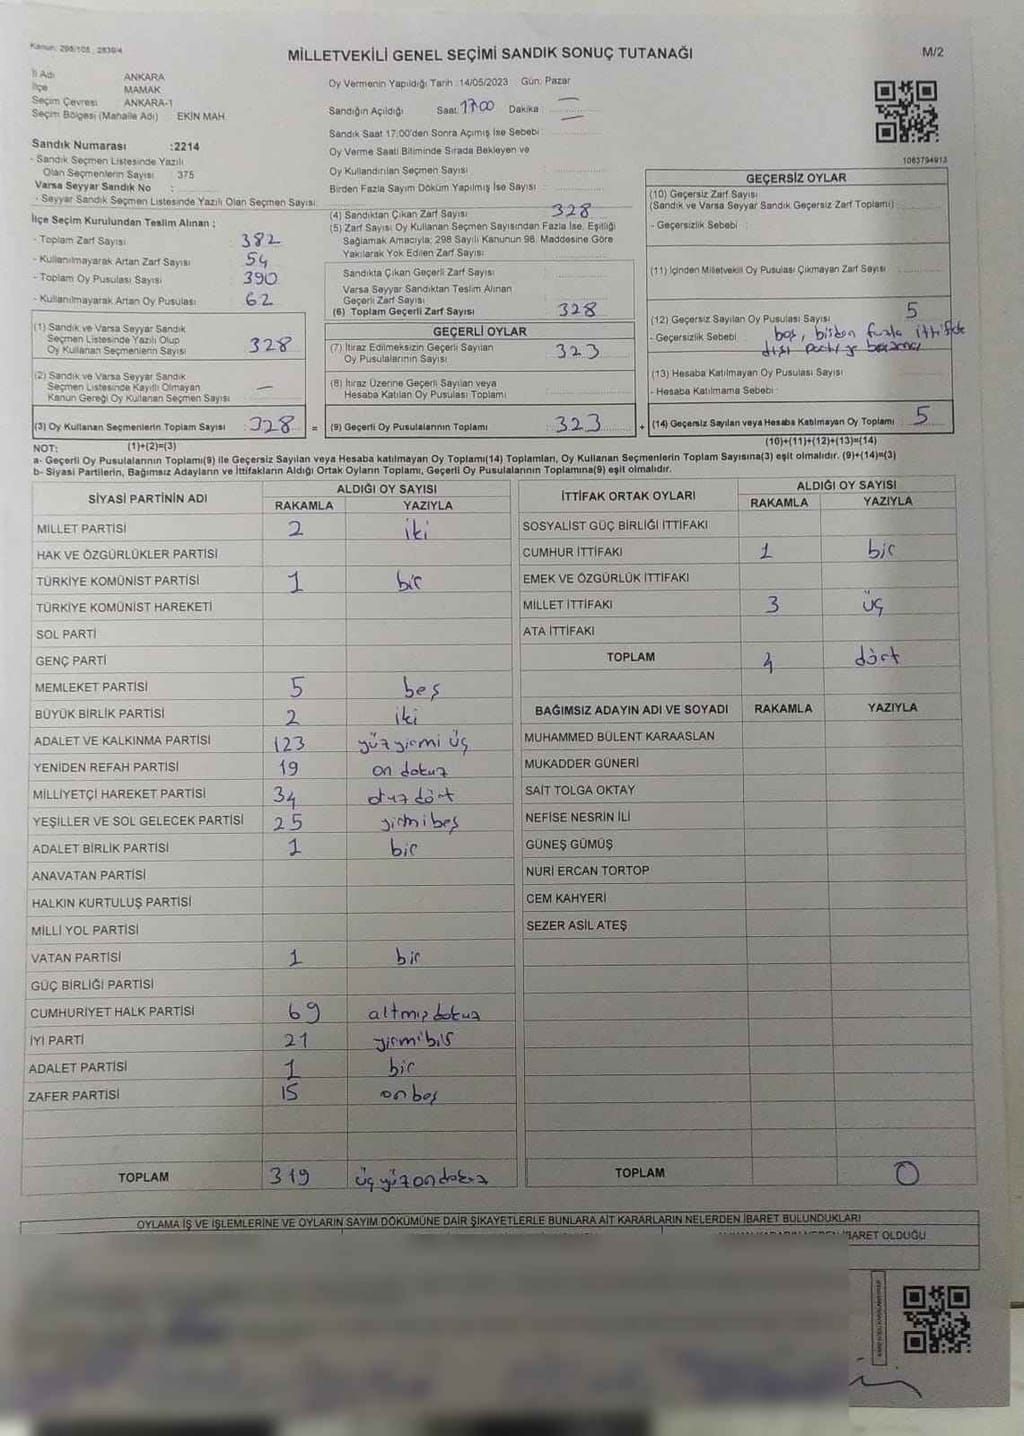 Kanun: 298/105 , 2839/4
MİLLETVEKİLİ GENEL SEÇİMİ SANDIK SONUÇ TUTANAĞI
M/2
İl Adı ANKARA
İlçe MAMAK
Seçim Çevresi ANKARA-1
Seçim Bölgesi (Mahalle Adı) EKİN MAH.
Oy Vermenin Yapıldığı Tarih :14/05/2023 Gün: Pazar
Sandığın Açıldığı Saat 17:00 Dakika
Sandık Saat 17:00'den Sonra Açımış İse Sebebi
Oy Verme Saati Bitiminde Sırada Bekleyen ve
Oy Kullandırılan Seçmen Sayısı
Birden Fazla Sayım Döküm Yapılmış İse Sayısı
1063794913
Sandık Numarası :2214
- Sandık Seçmen Listesinde Yazılı
Olan Seçmenlerin Sayısı 375
Varsa Seyyar Sandık No :
- Seyyar Sandık Seçmen Listesinde Yazılı Olan Seçmen Sayısı
İlçe Seçim Kurulundan Teslim Alınan ;
- Toplam Zarf Sayısı 382
- Kullanılmayarak Artan Zarf Sayısı 54
- Toplam Oy Pusulası Sayısı 390
- Kullanılmayarak Artan Oy Pusulası 62
(1) Sandık ve Varsa Seyyar Sandık
Seçmen Listesinde Yazılı Olup
Oy Kullanan Seçmenlerin Sayısı 328
(2) Sandık ve Varsa Seyyar Sandık
Seçmen Listesinde Kayıtlı Olmayan
Kanun Gereği Oy Kullanan Seçmen Sayısı —
(3) Oy Kullanan Seçmenlerin Toplam Sayısı : 328 =
(4) Sandıktan Çıkan Zarf Sayısı 328
(5) Zarf Sayısı Oy Kullanan Seçmen Sayısından Fazla İse, Eşitliği
Sağlamak Amacıyla; 298 Sayılı Kanunun 98. Maddesine Göre
Yakılarak Yok Edilen Zarf Sayısı
Sandıkta Çıkan Geçerli Zarf Sayısı
Varsa Seyyar Sandıktan Teslim Alınan
Geçerli Zarf Sayısı
(6) Toplam Geçerli Zarf Sayısı 328
GEÇERLİ OYLAR
(7) İtiraz Edilmeksizin Geçerli Sayılan
Oy Pusulalarının Sayısı 323
(8) İtiraz Üzerine Geçerli Sayılan veya
Hesaba Katılan Oy Pusulası Toplamı
(9) Geçerli Oy Pusulalarının Toplamı : 323 +
GEÇERSİZ OYLAR
(10) Geçersiz Zarf Sayısı
(Sandık ve Varsa Seyyar Sandık Geçersiz Zarf Toplamı)
- Geçersizlik Sebebi :
(11) İçinden Milletvekili Oy Pusulası Çıkmayan Zarf Sayısı
(12) Geçersiz Sayılan Oy Pusulası Sayısı 5
- Geçersizlik Sebebi boş, birden fazla ittifak
dışı partiye basımcı
(13) Hesaba Katılmayan Oy Pusulası Sayısı
- Hesaba Katılmama Sebebi
(14) Geçersiz Sayılan veya Hesaba Katılmayan Oy Toplamı 5
NOT: (1)+(2)=(3)
(10)+(11)+(12)+(13)=(14)
a- Geçerli Oy Pusulalarının Toplamı(9) ile Geçersiz Sayılan veya Hesaba katılmayan Oy Toplamı(14) Toplamları, Oy Kullanan Seçmenlerin Toplam Sayısına(3) eşit olmalıdır. (9)+(14)=(3)
b- Siyasi Partilerin, Bağımsız Adayların ve İttifakların Aldığı Ortak Oyların Toplamı, Geçerli Oy Pusulalarının Toplamına(9) eşit olmalıdır.
SİYASİ PARTİNİN ADI ALDIĞI OY SAYISI
RAKAMLA YAZIYLA
MİLLET PARTİSİ 2 iki
HAK VE ÖZGÜRLÜKLER PARTİSİ
TÜRKİYE KOMÜNİST PARTİSİ 1 bir
TÜRKİYE KOMÜNİST HAREKETİ
SOL PARTİ
GENÇ PARTİ
MEMLEKET PARTİSİ 5 beş
BÜYÜK BİRLİK PARTİSİ 2 iki
ADALET VE KALKINMA PARTİSİ 123 yüzyirmi üç
YENİDEN REFAH PARTİSİ 19 on dokuz
MİLLİYETÇİ HAREKET PARTİSİ 34 otuz dört
YEŞİLLER VE SOL GELECEK PARTİSİ 25 yirmibeş
ADALET BİRLİK PARTİSİ 1 bir
ANAVATAN PARTİSİ
HALKIN KURTULUŞ PARTİSİ
MİLLİ YOL PARTİSİ
VATAN PARTİSİ 1 bir
GÜÇ BİRLİĞİ PARTİSİ
CUMHURİYET HALK PARTİSİ 69 altmışdokuz
İYİ PARTİ 21 yirmibir
ADALET PARTİSİ 1 bir
ZAFER PARTİSİ 15 onbeş
TOPLAM 319 üçyüzondokuz
İTTİFAK ORTAK OYLARI ALDIĞI OY SAYISI
RAKAMLA YAZIYLA
SOSYALİST GÜÇ BİRLİĞİ İTTİFAKI
CUMHUR İTTİFAKI 1 bir
EMEK VE ÖZGÜRLÜK İTTİFAKI
MİLLET İTTİFAKI 3 üç
ATA İTTİFAKI
TOPLAM 4 dört
BAĞIMSIZ ADAYIN ADI VE SOYADI RAKAMLA YAZIYLA
MUHAMMED BÜLENT KARAASLAN
MUKADDER GÜNERİ
SAİT TOLGA OKTAY
NEFİSE NESRİN İLİ
GÜNEŞ GÜMÜŞ
NURİ ERCAN TORTOP
CEM KAHYERİ
SEZER ASİL ATEŞ
TOPLAM 0
OYLAMA İŞ VE İŞLEMLERİNE VE OYLARIN SAYIM DÖKÜMÜNE DAİR ŞİKAYETLERLE BUNLARA AİT KARARLARIN NELERDEN İBARET BULUNDUKLARI
İBARET OLDUĞU